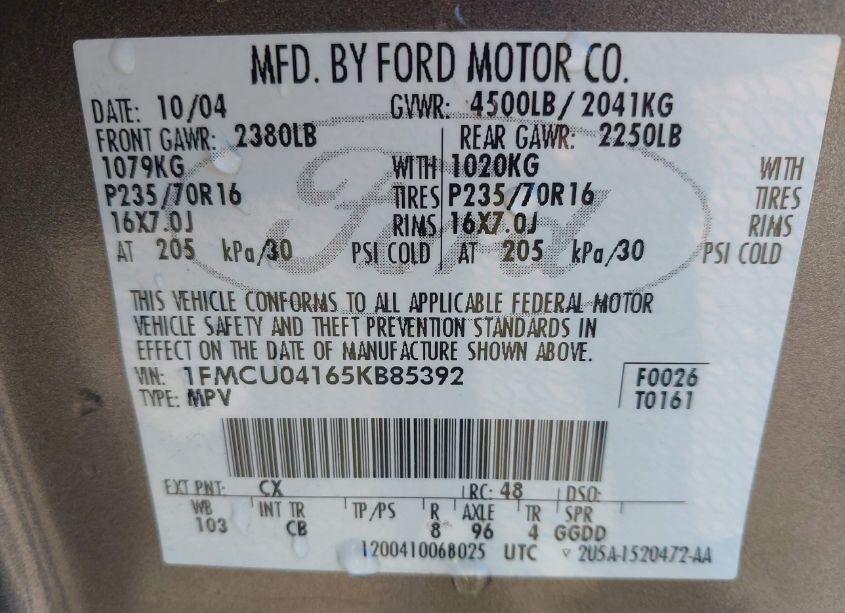 MFD. BY FORD MOTOR CO.
DATE: 10/04 GVWR: 4500LB/ 2041KG
FRONT GAWR: 2380LB REAR GAWR: 2250LB
1079KG WITH 1020KG WITH
P235/70R16 TIRES P235/70R16 TIRES
16X7.0J RIMS 16X7.0J RIMS
AT 205 kPa/30 PSI COLD AT 205 kPa/30 PSI COLD
Ford
THIS VEHICLE CONFORMS TO ALL APPLICABLE FEDERAL MOTOR
VEHICLE SAFETY AND THEFT PREVENTION STANDARDS IN
EFFECT ON THE DATE OF MANUFACTURE SHOWN ABOVE.
VIN: 1FMCU04165KB85392 F0026
TYPE: MPV T0161
EXT PNT: CX RC: 48 DSO:
WB INT TR TP/PS R AXLE TR SPR
103 CB 8 96 4 GGDD
1200410068025 UTC ▽ 2U5A-1520472-AA